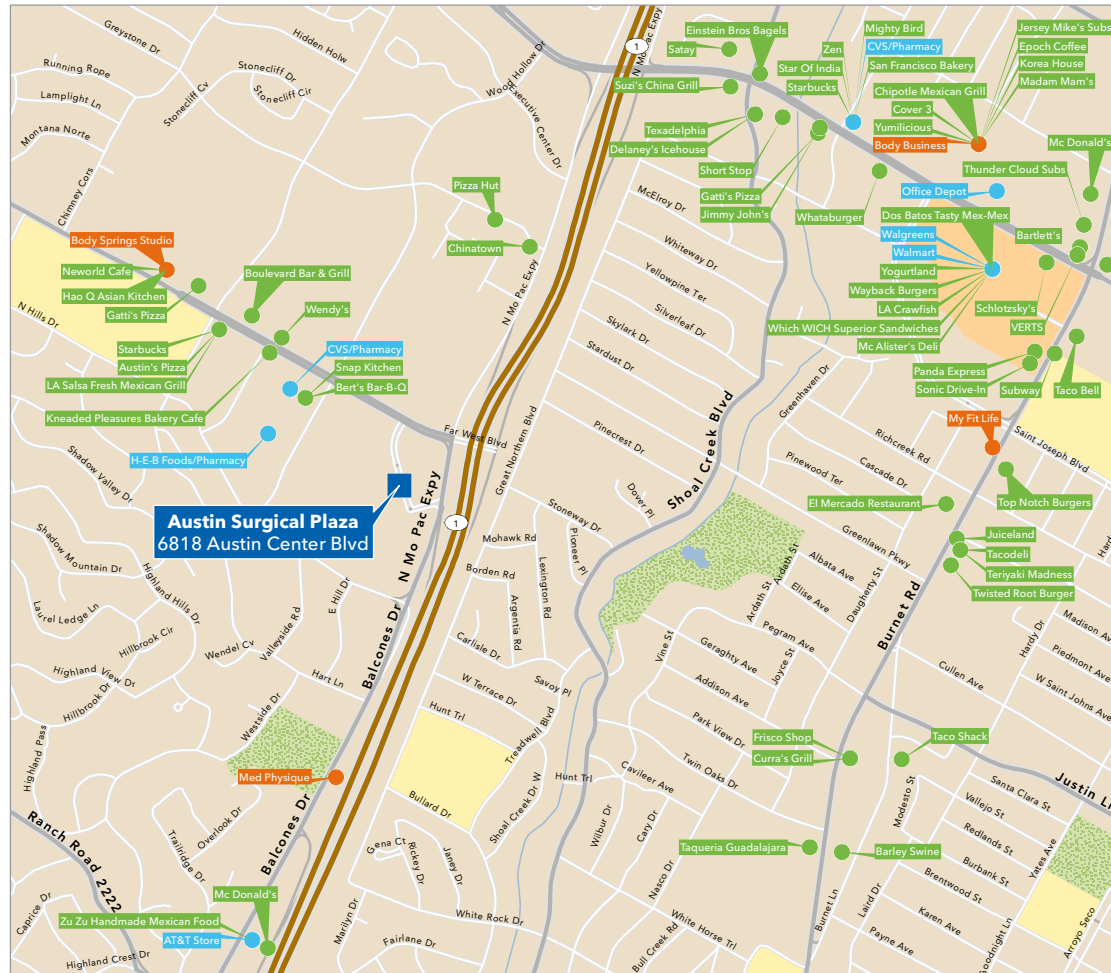 Greystone Dr
Hidden Holw
Running Rope
Stonecliff Dr
Stonecliff Cv
Stonecliff Cir
Lamplight Ln
Montana Norte
Chimney Cors
Wood Hollow Dr
Executive Center Dr
N Mo Pac Expy
1
Einstein Bros Bagels
Satay
Suzi's China Grill
Mighty Bird
Zen
CVS/Pharmacy
Star Of India
San Francisco Bakery
Starbucks
Jersey Mike's Subs
Epoch Coffee
Korea House
Madam Mam's
Chipotle Mexican Grill
Cover 3
Yumilicious
Body Business
Mc Donald's
Thunder Cloud Subs
Texadelphia
Delaney's Icehouse
Short Stop
Gatti's Pizza
Jimmy John's
Whataburger
Office Depot
Dos Batos Tasty Mex-Mex
Walgreens
Walmart
Yogurtland
Wayback Burgers
LA Crawfish
Which WICH Superior Sandwiches
Mc Alister's Deli
Bartlett's
Schlotzsky's
VERTS
Panda Express
Sonic Drive-In
Subway
Taco Bell
Pizza Hut
Chinatown
N Mo Pac Expy
McElroy Dr
Whiteway Dr
Yellowpine Ter
Silverleaf Dr
Skylark Dr
Stardust Dr
Pinecrest Dr
Greenhaven Dr
Body Springs Studio
Neworld Cafe
Hao Q Asian Kitchen
Gatti's Pizza
Boulevard Bar & Grill
Wendy's
N Hills Dr
Starbucks
Austin's Pizza
LA Salsa Fresh Mexican Grill
Kneaded Pleasures Bakery Cafe
CVS/Pharmacy
Snap Kitchen
Bert's Bar-B-Q
H-E-B Foods/Pharmacy
Far West Blvd
Great Northern Blvd
Shoal Creek Blvd
My Fit Life
Saint Joseph Blvd
Richcreek Rd
Cascade Dr
Pinewood Ter
Top Notch Burgers
El Mercado Restaurant
Juiceland
Tacodeli
Teriyaki Madness
Twisted Root Burger
Shadow Valley Dr
Austin Surgical Plaza
6818 Austin Center Blvd
N Mo Pac Expy
1
Stoneway Dr
Dover Pl
Pioneer Pl
Mohawk Rd
Borden Rd
Lexington Rd
Argentia Rd
Carlisle Dr
Greenlawn Pkwy
Albata Ave
Ardath St
Ardath St
Ellise Ave
Daugherty St
Burnet Rd
Shadow Mountain Dr
Highland Hills Dr
Laurel Ledge Ln
Hillbrook Cir
Wendel Cv
Valleyside Rd
E Hill Dr
Hart Ln
Balcones Dr
Highland View Dr
Hillbrook Dr
Highland Pass
Westside Dr
W Terrace Dr
Savoy Pl
Hunt Trl
Treadwell Blvd
Vine St
Pegram Ave
Geraghty Ave
Joyce St
Addison Ave
Park View Dr
Twin Oaks Dr
Hard
Hardy Dr
Madison A
Piedmont Ave
W Saint Johns Ave
Cullen Ave
Frisco Shop
Curra's Grill
Taco Shack
Justin Ln
Med Physique
Bullard Dr
Shoal Creek Dr W
Hunt Trl
Cavileer Ave
Wilbur Dr
Cary Dr
Nasco Dr
Modesto St
Santa Clara St
Vallejo St
Redlands St
Burbank St
Brentwood St
Yates Ave
Karen Ave
Payne Ave
Arroyo Seco
Goodnight Ln
Laird Dr
Burnet Ln
Taqueria Guadalajara
Barley Swine
Ranch Road 2222
Overlook Dr
Trailridge Dr
Balcones Dr
Gena Ct
Rickey Dr
Janey Dr
Marilyn Dr
White Rock Dr
Fairlane Dr
White Horse Trl
Bull Creek Rd
Caprice Dr
Highland Crest Dr
Mc Donald's
Zu Zu Handmade Mexican Food
AT&T Store